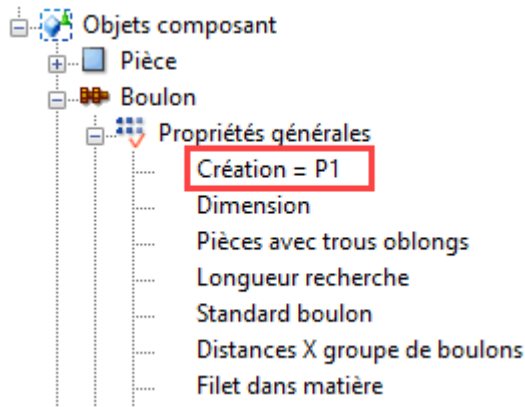 Objets composant
Pièce
Boulon
Propriétés générales
Création = P1
Dimension
Pièces avec trous oblongs
Longueur recherche
Standard boulon
Distances X groupe de boulons
Filet dans matière